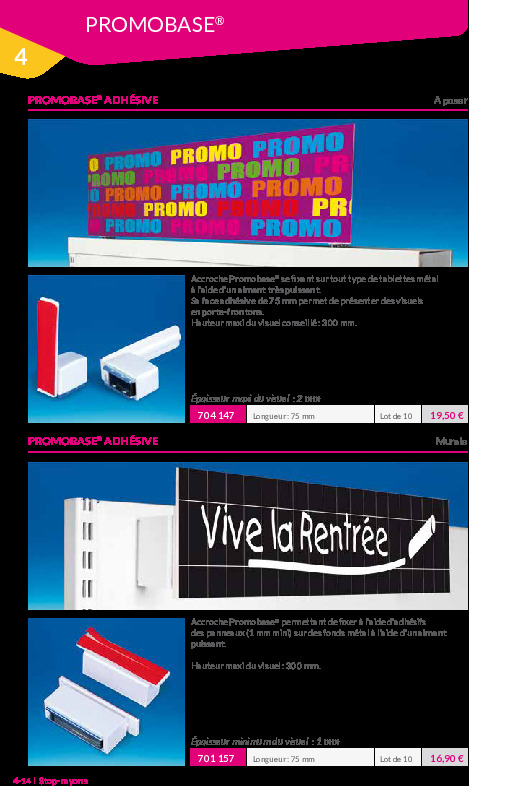 PROMOBASE®
4
PROMOBASE® ADHÉSIVE
A poser
O PROMO PROMO PROMO
ROMO PROMO PROMO PR
O PROMO PROMO PROMO
PROMO PROMO PROMO PR
PROMO PROMO PROMO
Accroche Promobase® se fixant sur tout type de tablettes métal
à l'aide d'un aimant très puissant.
Sa face adhésive de 75 mm permet de présenter des visuels
en porte-frontons.
Hauteur maxi du visuel conseillé : 300 mm.
Épaisseur maxi du visuel : 2 mm
704 147
Longueur : 75 mm
Lot de 10
19,50 €
PROMOBASE® ADHÉSIVE
Murale
Vive la Rentrée
Accroche Promobase® permettant de fixer à l'aide d'adhésifs
des panneaux (1 mm mini) sur des fonds métal à l'aide d'un aimant
puissant.
Hauteur maxi du visuel : 300 mm.
Épaisseur minimum du visuel : 1 mm
701 157
Longueur : 75 mm
Lot de 10
16,90 €
4-14 | Stop-rayons